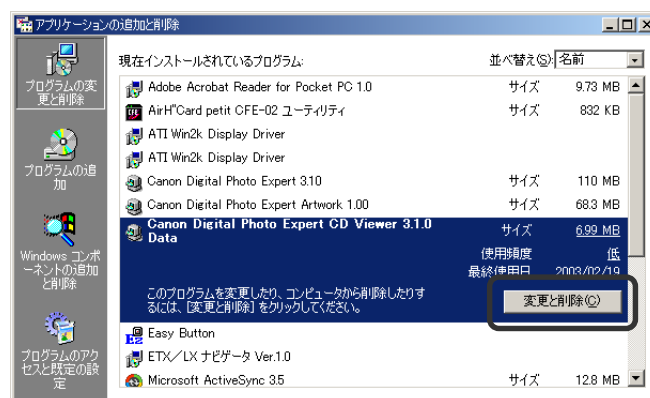 アプリケーションの追加と削除
プログラムの変
更と削除
プログラムの追
加
Windows コンポ
ーネントの追加
と削除
プログラムのアク
セスと既定の設
定
現在インストールされているプログラム: 並べ替え(S): 名前
Adobe Acrobat Reader for Pocket PC 1.0 サイズ 9.73 MB
AirH"Card petit CFE-02 ユーティリティ サイズ 832 KB
ATI Win2k Display Driver
ATI Win2k Display Driver
Canon Digital Photo Expert 3.10 サイズ 110 MB
Canon Digital Photo Expert Artwork 1.00 サイズ 68.3 MB
Canon Digital Photo Expert CD Viewer 3.1.0
Data サイズ 6.99 MB
使用頻度 低
最終使用日 2003/02/19
このプログラムを変更したり、コンピュータから削除したりす
るには、[変更と削除] をクリックしてください。
変更と削除(C)
Easy Button
ETX／LX ナビゲータ Ver.1.0
Microsoft ActiveSync 3.5 サイズ 12.8 MB